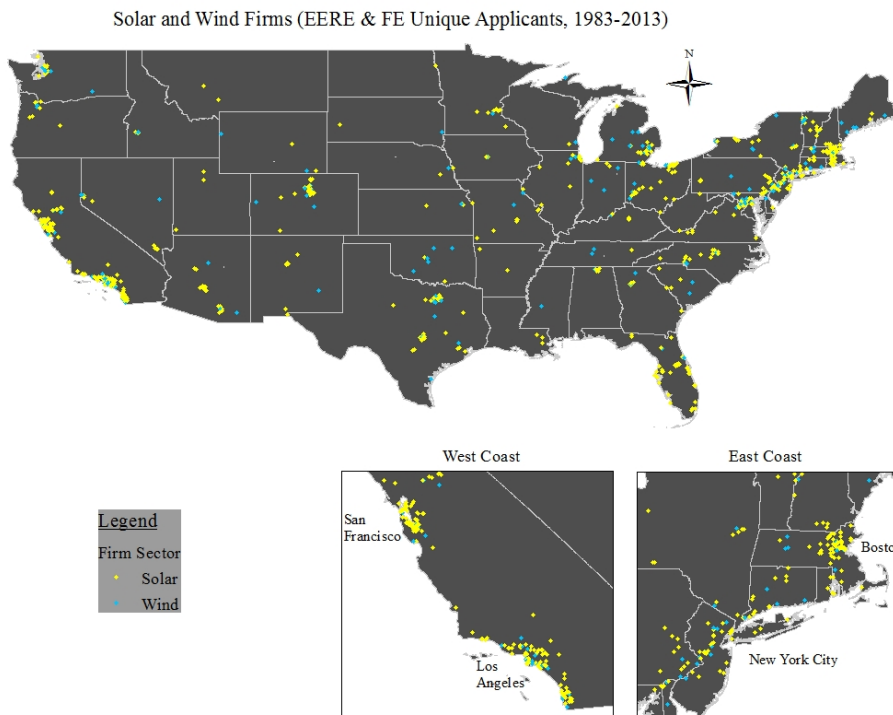 Solar and Wind Firms (EERE & FE Unique Applicants, 1983-2013)
N
West Coast
East Coast
San
Francisco
Los
Angeles
Bosto
New York City
Legend
Firm Sector
Solar
Wind